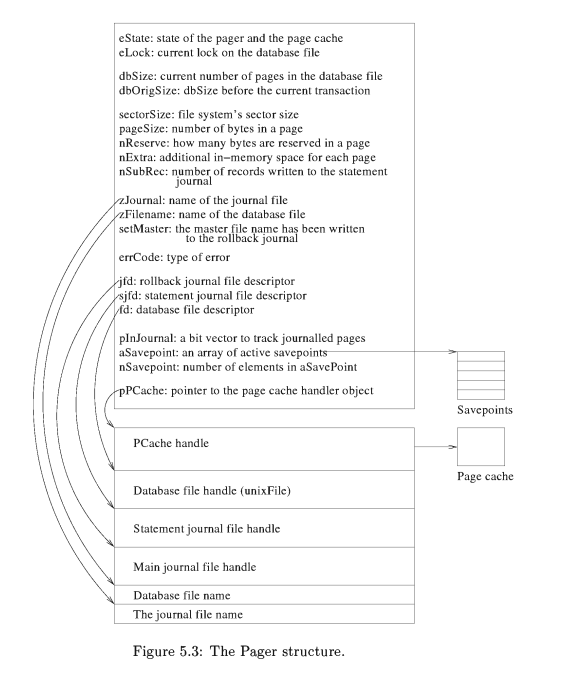 eState: state of the pager and the page cache
eLock: current lock on the database file
dbSize: current number of pages in the database file
dbOrigSize: dbSize before the current transaction
sectorSize: file system's sector size
pageSize: number of bytes in a page
nReserve: how many bytes are reserved in a page
nExtra: additional in−memory space for each page
nSubRec: number of records written to the statement
journal
zJournal: name of the journal file
zFilename: name of the database file
setMaster: the master file name has been written
to the rollback journal
errCode: type of error
jfd: rollback journal file descriptor
sjfd: statement journal file descriptor
fd: database file descriptor
pInJournal: a bit vector to track journalled pages
aSavepoint: an array of active savepoints
nSavepoint: number of elements in aSavePoint
pPCache: pointer to the page cache handler object
Savepoints
PCache handle
Page cache
Database file handle (unixFile)
Statement journal file handle
Main journal file handle
Database file name
The journal file name
Figure 5.3: The Pager structure.